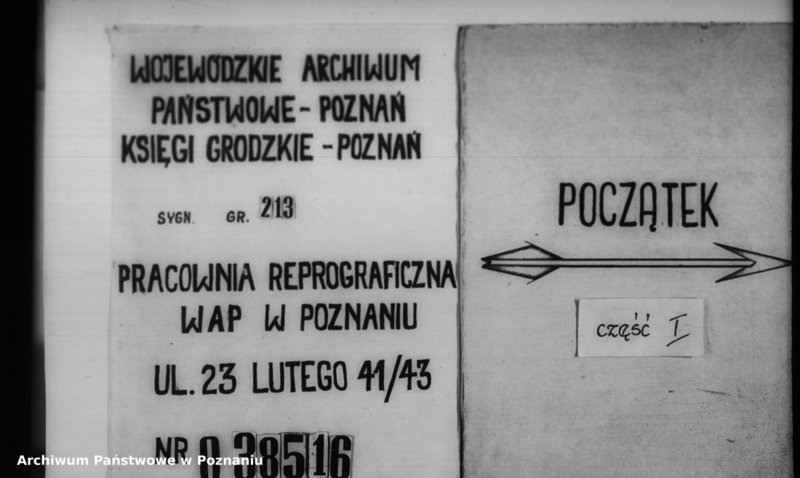 WOJEWÓDZKIE ARCHIWUM
PAŃSTWOWE - POZNAŃ
KSIĘGI GRODZKIE - POZNAŃ
SYGN. GR. 213
PRACOWNIA REPROGRAFICZNA
WAP W POZNANIU
UL. 23 LUTEGO 41/43
NR 0 38516
POCZĄTEK
część I
Archiwum Państwowe w Poznaniu